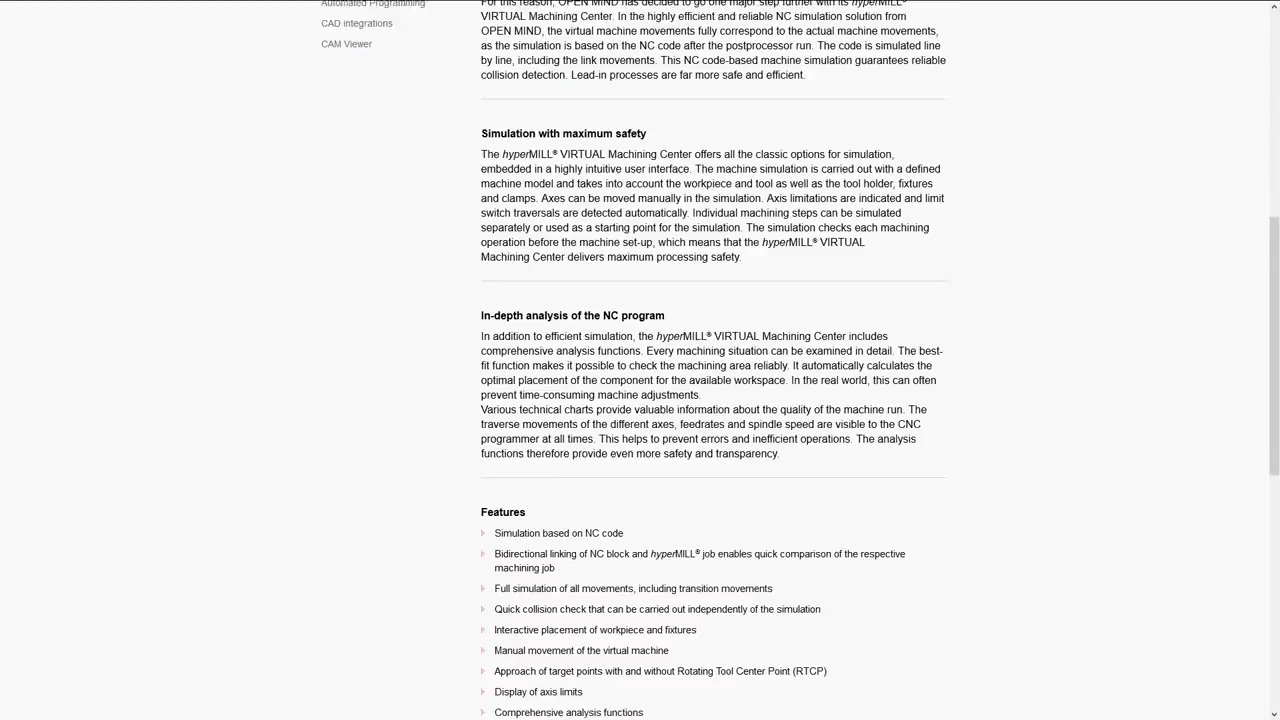 Automated Programming
CAD integrations
CAM Viewer
For this reason, OPEN MIND has decided to go one major step further with its hyperMILL®
VIRTUAL Machining Center. In the highly efficient and reliable NC simulation solution from
OPEN MIND, the virtual machine movements fully correspond to the actual machine movements,
as the simulation is based on the NC code after the postprocessor run. The code is simulated line
by line, including the link movements. This NC code-based machine simulation guarantees reliable
collision detection. Lead-in processes are far more safe and efficient.
Simulation with maximum safety
The hyperMILL® VIRTUAL Machining Center offers all the classic options for simulation,
embedded in a highly intuitive user interface. The machine simulation is carried out with a defined
machine model and takes into account the workpiece and tool as well as the tool holder, fixtures
and clamps. Axes can be moved manually in the simulation. Axis limitations are indicated and limit
switch traversals are detected automatically. Individual machining steps can be simulated
separately or used as a starting point for the simulation. The simulation checks each machining
operation before the machine set-up, which means that the hyperMILL® VIRTUAL
Machining Center delivers maximum processing safety.
In-depth analysis of the NC program
In addition to efficient simulation, the hyperMILL® VIRTUAL Machining Center includes
comprehensive analysis functions. Every machining situation can be examined in detail. The best-
fit function makes it possible to check the machining area reliably. It automatically calculates the
optimal placement of the component for the available workspace. In the real world, this can often
prevent time-consuming machine adjustments.
Various technical charts provide valuable information about the quality of the machine run. The
traverse movements of the different axes, feedrates and spindle speed are visible to the CNC
programmer at all times. This helps to prevent errors and inefficient operations. The analysis
functions therefore provide even more safety and transparency.
Features
Simulation based on NC code
Bidirectional linking of NC block and hyperMILL® job enables quick comparison of the respective
machining job
Full simulation of all movements, including transition movements
Quick collision check that can be carried out independently of the simulation
Interactive placement of workpiece and fixtures
Manual movement of the virtual machine
Approach of target points with and without Rotating Tool Center Point (RTCP)
Display of axis limits
Comprehensive analysis functions